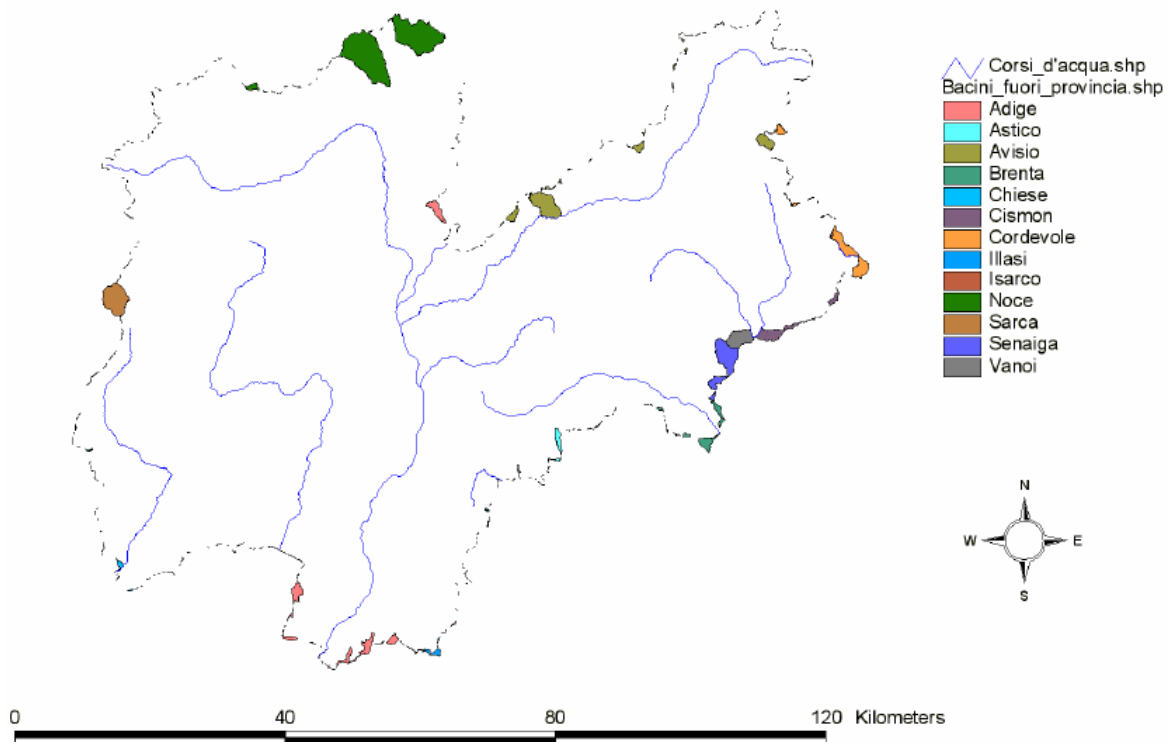 Corsi_d'acqua.shp
Bacini_fuori_provincia.shp
Adige
Astico
Avisio
Brenta
Chiese
Cismon
Cordevole
Illasi
Isarco
Noce
Sarca
Senaiga
Vanoi
N
W E
S
0 40 80 120 Kilometers